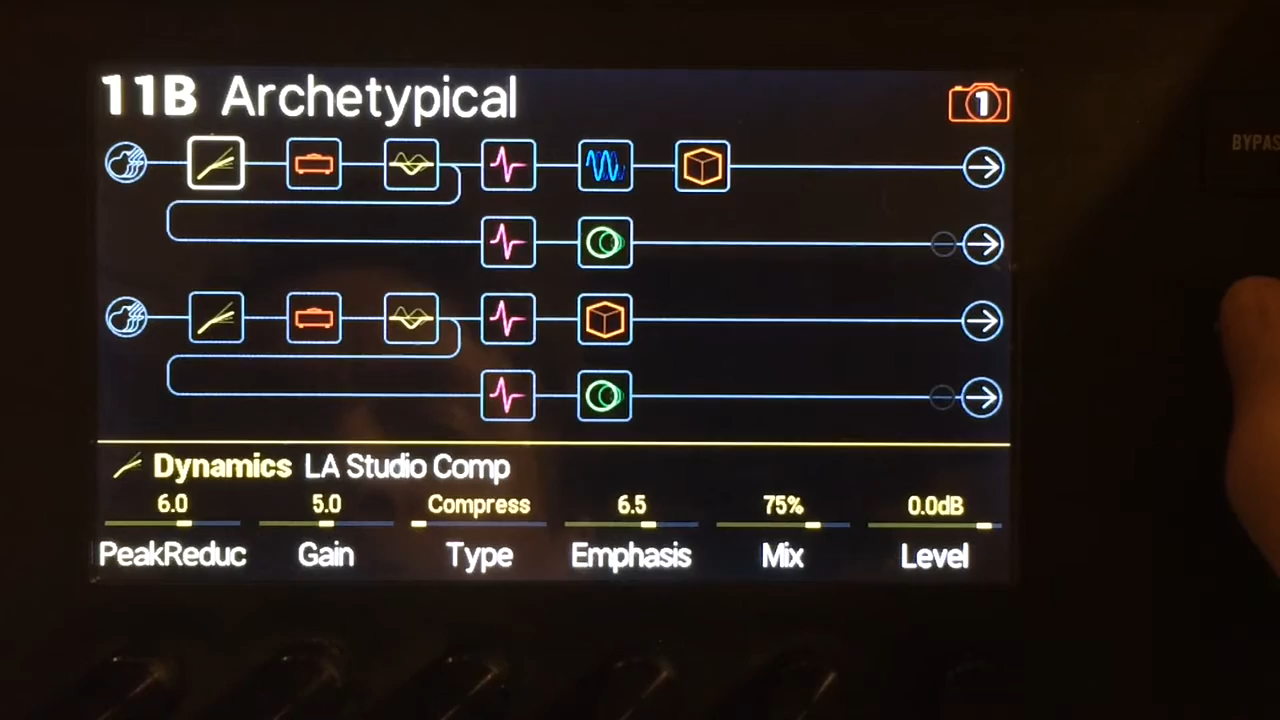 11B Archetypical 1
BYPAS
Dynamics LA Studio Comp
6.0 5.0 Compress 6.5 75% 0.0dB
PeakReduc Gain Type Emphasis Mix Level